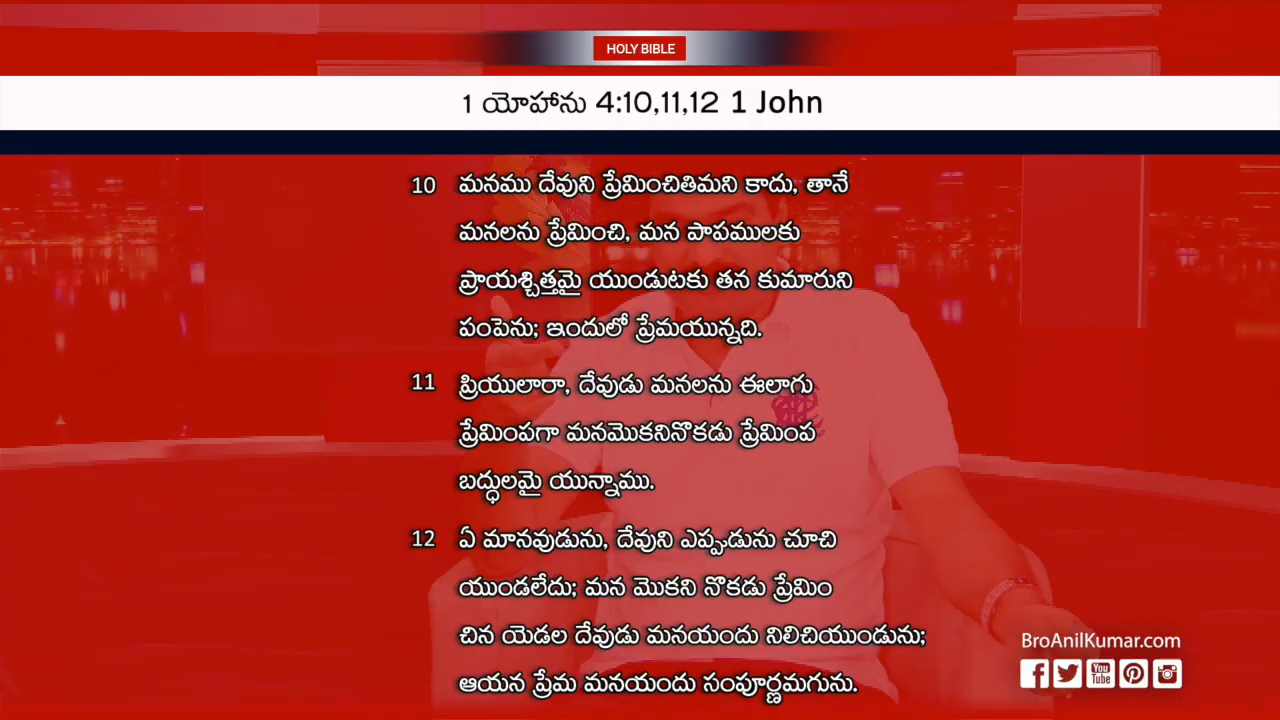 HOLY BIBLE
1 యోహాను 4:10,11,12 1 John
10 మనము దేవుని ప్రేమించితిమని కాదు, తానే
మనలను ప్రేమించి, మన పాపములకు
ప్రాయశ్చిత్తమై యుండుటకు తన కుమారుని
పంపెను; ఇందులో ప్రేమయున్నది.
11 ప్రియులారా, దేవుడు మనలను ఈలాగు
ప్రేమింపగా మనమొకనినొకడు ప్రేమింప
బద్ధులమై యున్నాము.
12 ఏ మానవుడును, దేవుని ఎప్పుడును చూచి
యుండలేదు; మన మొకని నొకడు ప్రేమిం
చిన యెడల దేవుడు మనయందు నిలిచియుండును;
ఆయన ప్రేమ మనయందు సంపూర్ణమగును.
BroAnilKumar.com
You Tube